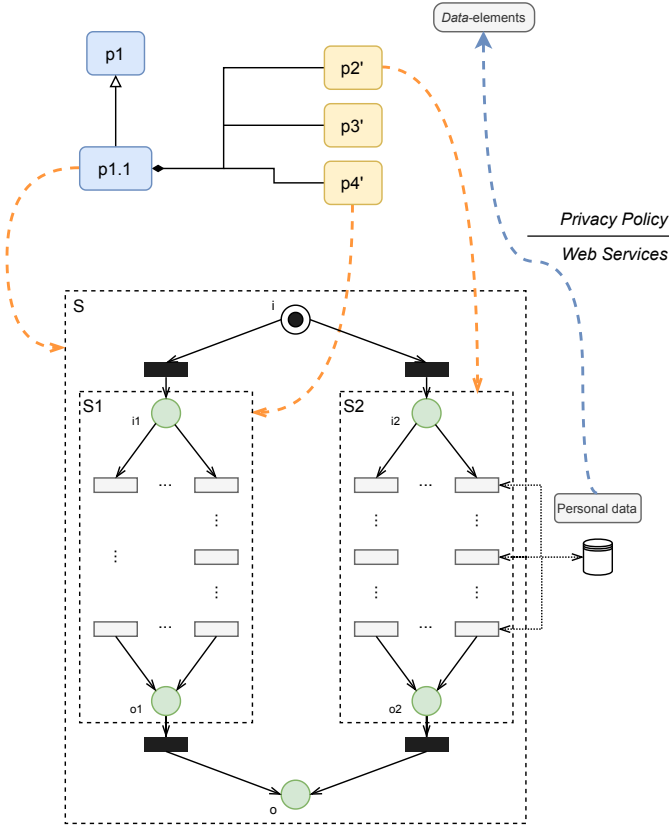 Data-elements
p1
p2'
p3'
p1.1
p4'
Privacy Policy
Web Services
S
i
S1
S2
i1
i2
...
...
...
...
...
...
Personal data
...
...
...
...
...
o1
o2
o